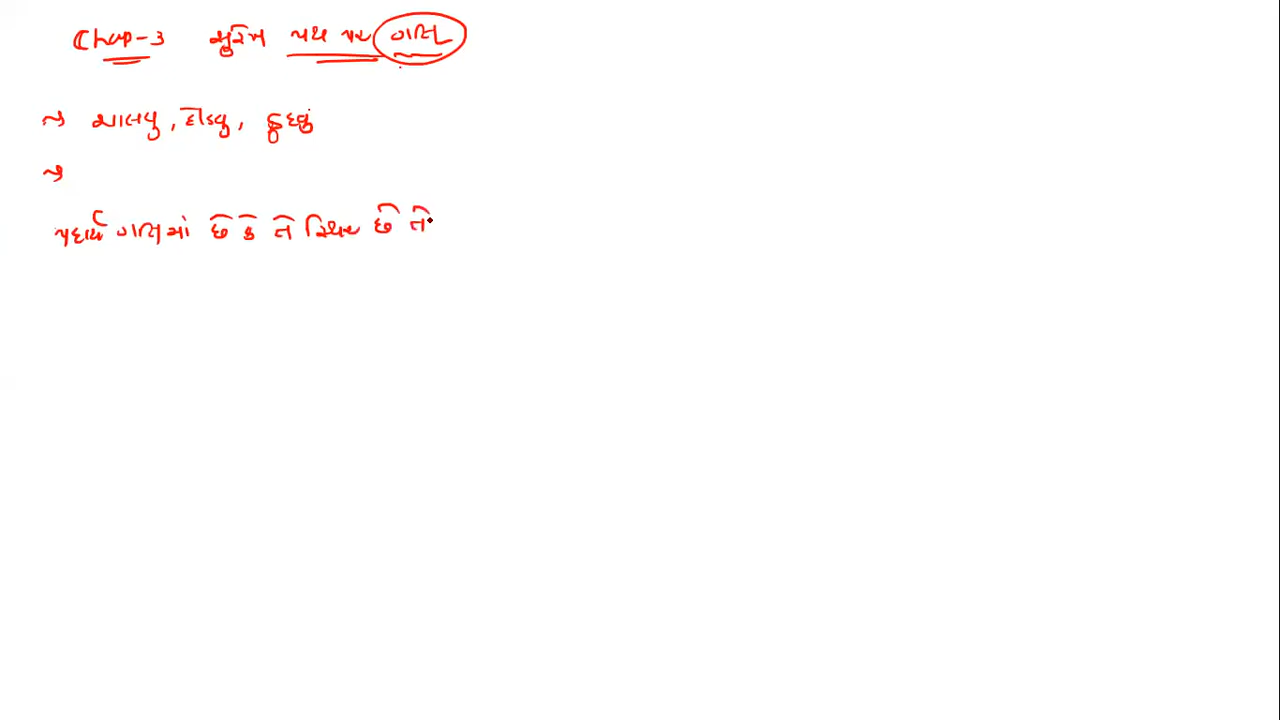 Chap-3 સુરેખ પથ પર ગતિ
→ ચાલવુ, દોડવુ, કુદવું
→
પદાર્થ ગતિ માં છે કે તે સ્થિર છે તે